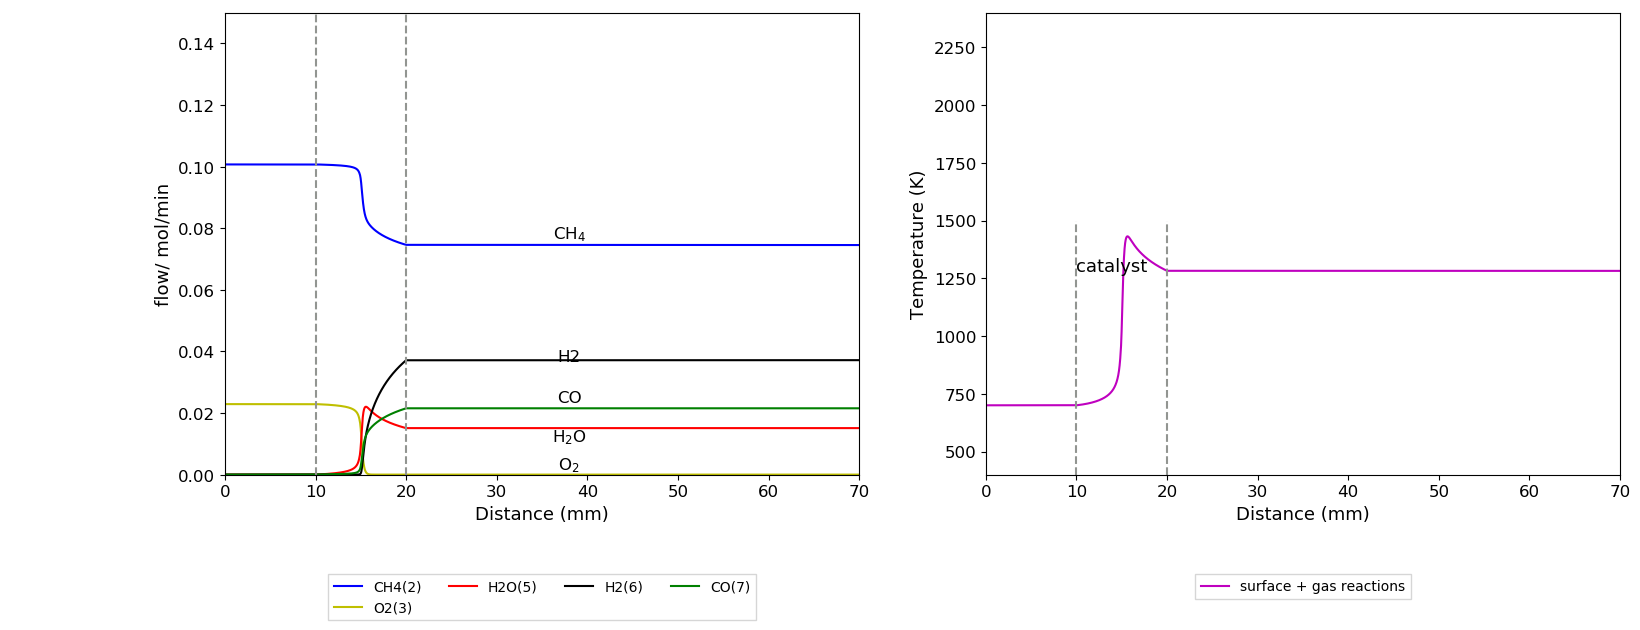 0.14
0.12
0.10
0.08
0.06
0.04
0.02
0.00
flow/ mol/min
CH₄
H2
CO
H₂O
O₂
0 10 20 30 40 50 60 70
Distance (mm)
CH4(2) H2O(5) H2(6) CO(7)
O2(3)
2250
2000
1750
1500
1250
1000
750
500
Temperature (K)
catalyst
0 10 20 30 40 50 60 70
Distance (mm)
surface + gas reactions